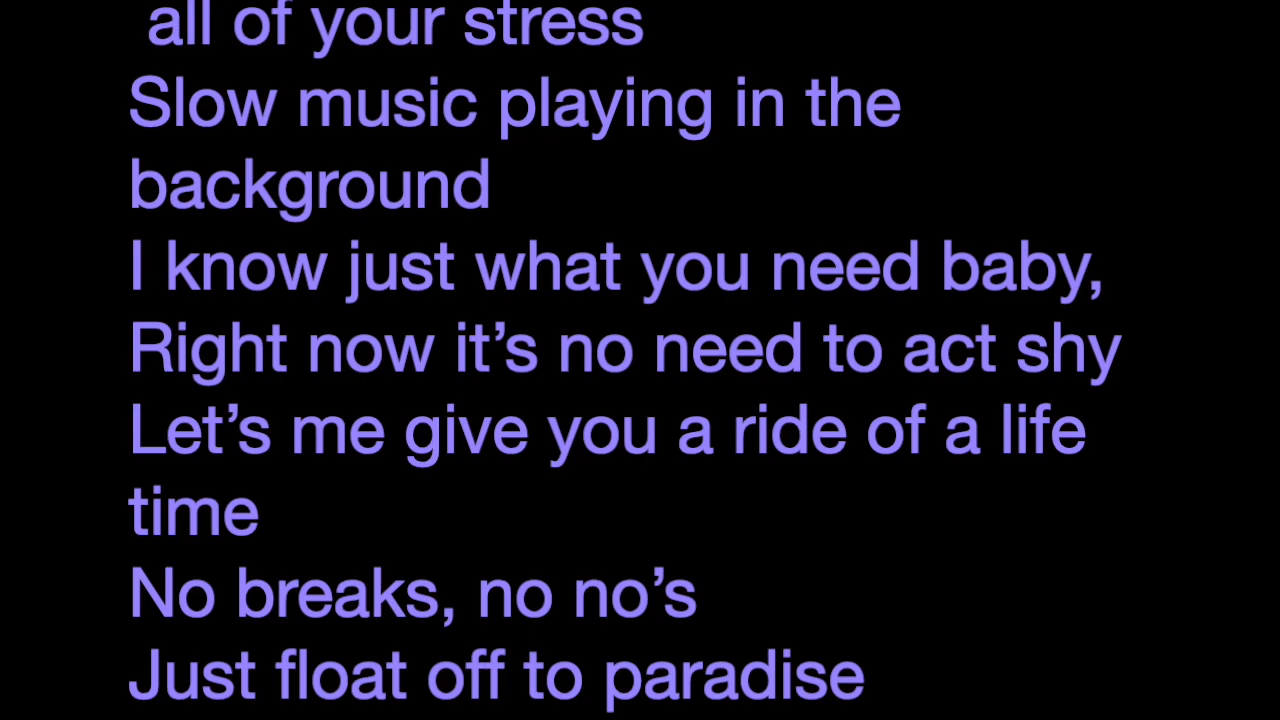 all of your stress
Slow music playing in the
background
I know just what you need baby,
Right now it’s no need to act shy
Let’s me give you a ride of a life
time
No breaks, no no’s
Just float off to paradise